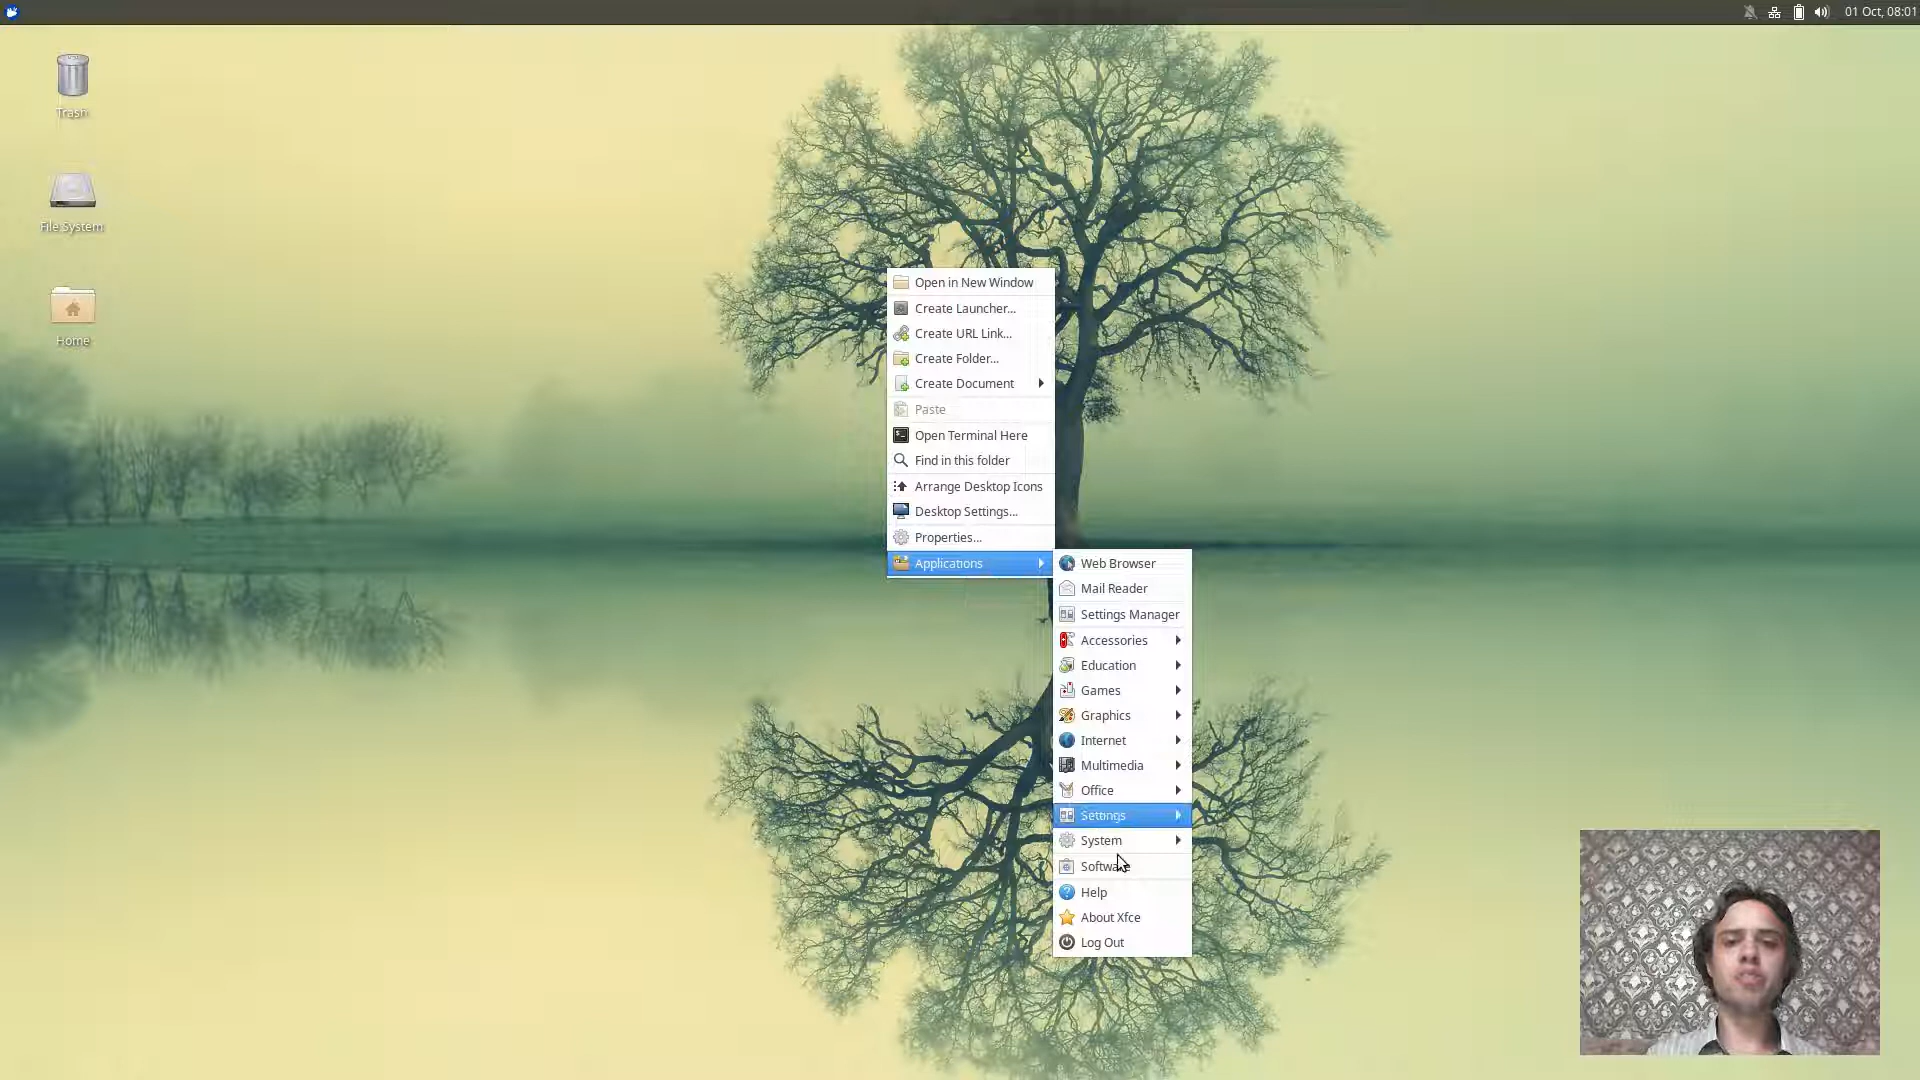 01 Oct, 08:01
Trash
File System
Home
Open in New Window
Create Launcher...
Create URL Link...
Create Folder...
Create Document
Paste
Open Terminal Here
Find in this folder
Arrange Desktop Icons
Desktop Settings...
Properties...
Applications
Web Browser
Mail Reader
Settings Manager
Accessories
Education
Games
Graphics
Internet
Multimedia
Office
Settings
System
Software
Help
About Xfce
Log Out